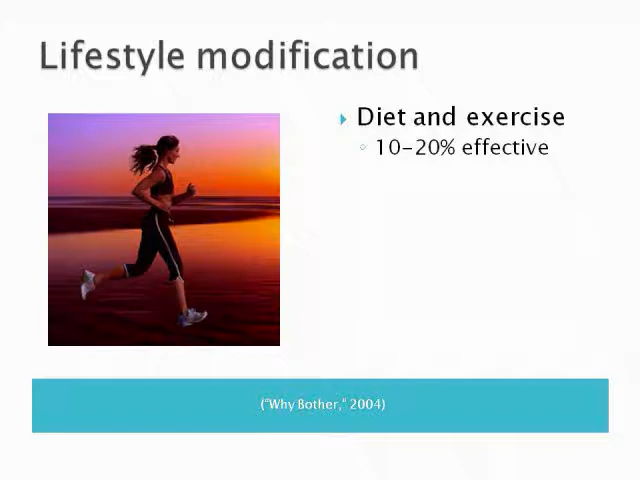 Lifestyle modification
Diet and exercise
10-20% effective
("Why Bother," 2004)